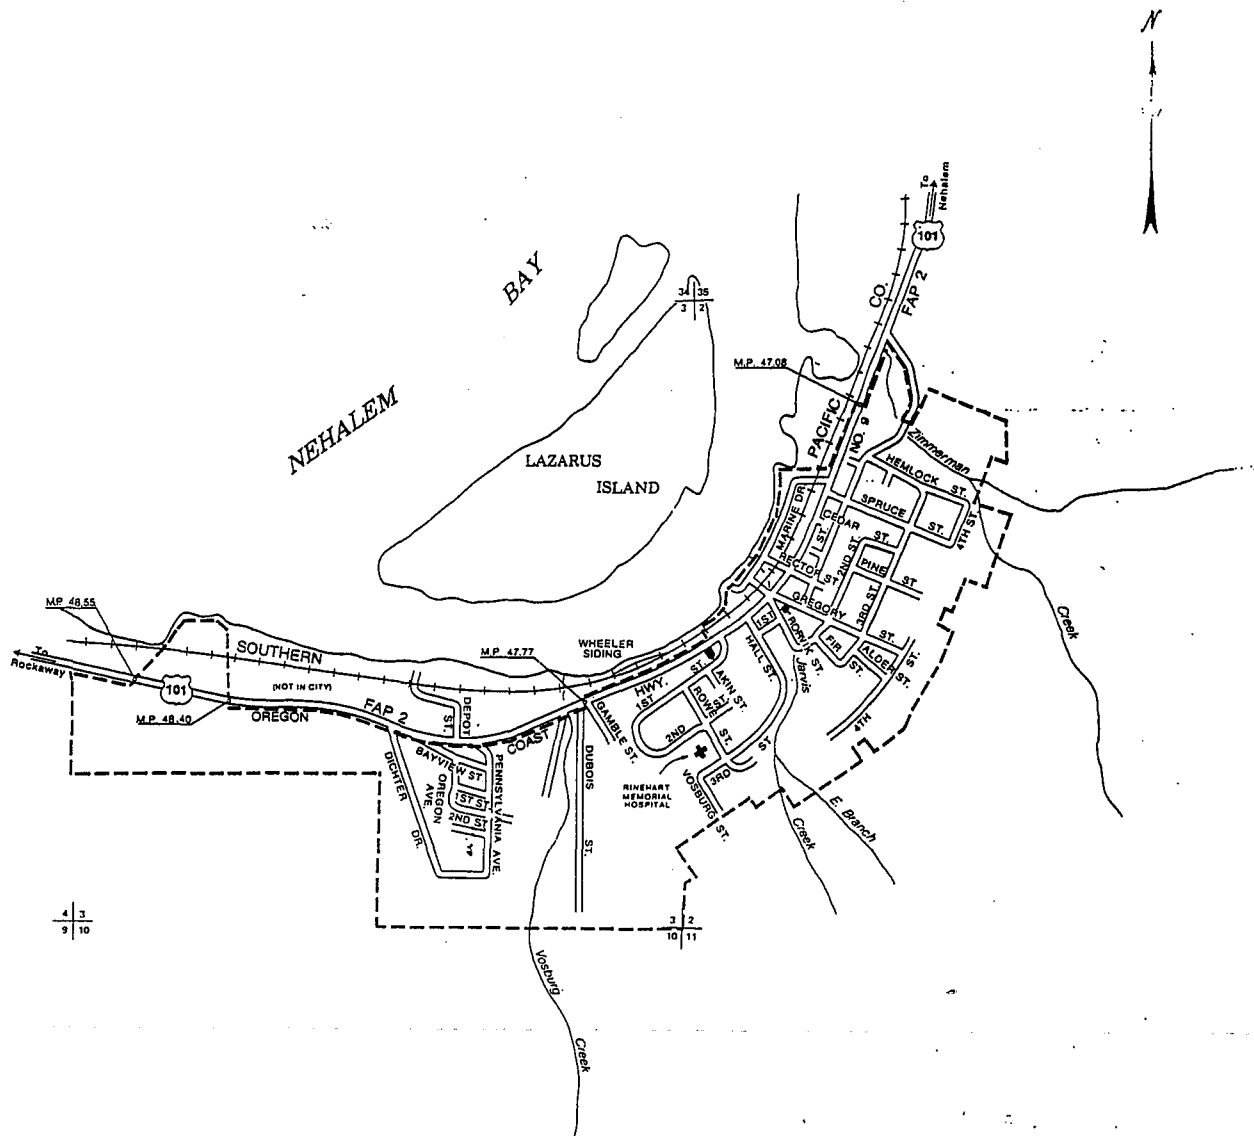 N
To
Nehalem
101
BAY
34 35
3 2
CO.
FAP 2
M.P. 47.08
NEHALEM
PACIFIC
NO. 9
Zimmerman
LAZARUS
ISLAND
HEMLOCK ST.
MARINE DR.
SPRUCE ST.
4TH ST.
CEDAR ST.
2ND ST.
RECTOR ST.
PINE ST.
GREGORY ST.
3RD ST.
M.P. 48.55
Creek
1ST
RORVIK ST.
FIR ST.
ALDER ST.
WHEELER
SIDING
SOUTHERN
M.P. 47.77
HALL ST.
Jarvis
To
Rockaway
101
(NOT IN CITY)
HWY.
1ST ST.
AKIN ST.
ROWE ST.
M.P. 48.40
OREGON
FAP 2
DEPOT ST.
COAST
GAMBLE ST.
2ND
4TH
BAYVIEW ST
DUBOIS ST.
3RD ST.
DICHTER DR.
PENNSYLVANIA AVE.
1ST ST.
OREGON AVE.
2ND ST
RINEHART
MEMORIAL
HOSPITAL
VOSBURG ST.
E. Branch
Creek
4 3
9 10
3 2
10 11
Vosburg
Creek